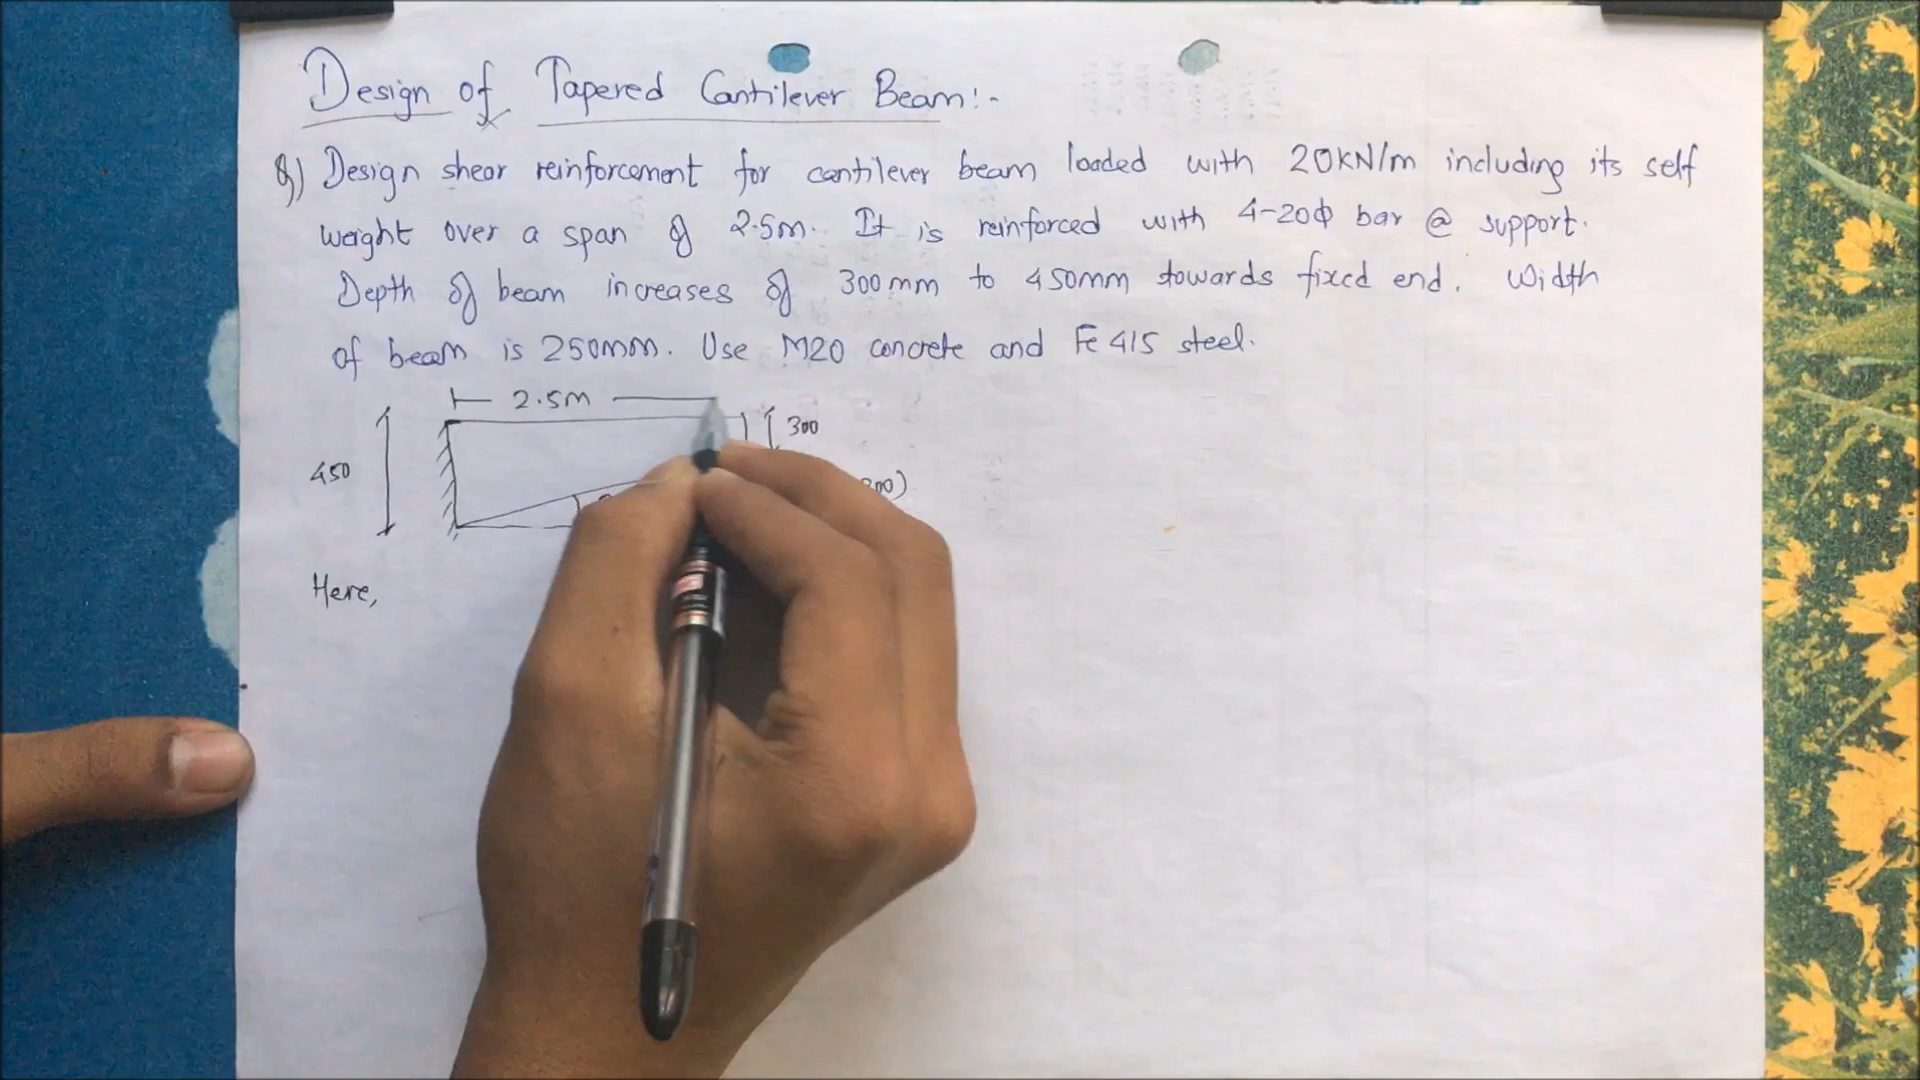 Design of Tapered Cantilever Beam:-
Q) Design shear reinforcement for cantilever beam loaded with 20KN/m including its self
weight over a span of 2.5m. It is reinforced with 4-20ϕ bar @ support.
Depth of beam increases of 300mm to 450mm towards fixed end. Width
of beam is 250mm. Use M20 concrete and Fe 415 steel.
2.5m
300
450
Here,